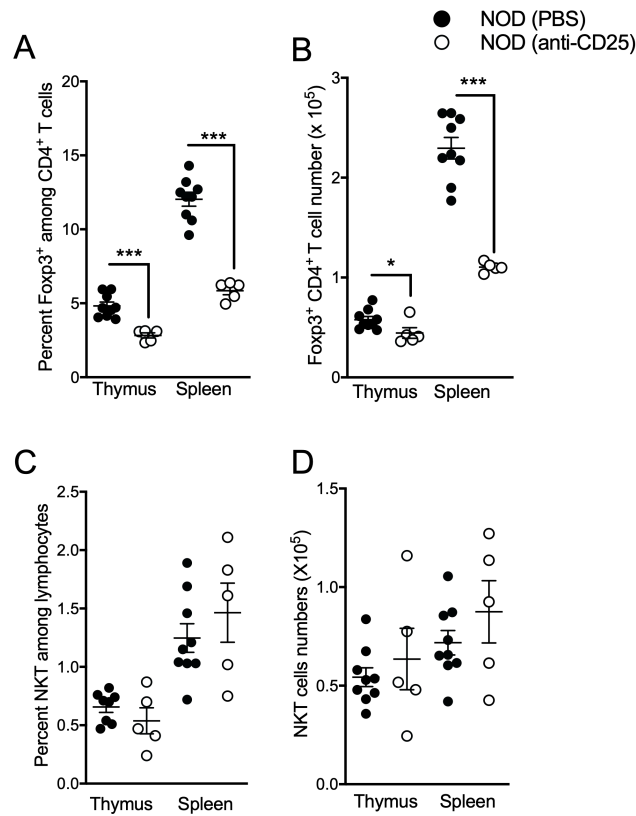 NOD (PBS)
NOD (anti-CD25)
A
Percent Foxp3⁺ among CD4⁺ T cells
20
15
10
5
0
***
***
Thymus Spleen
B
Foxp3⁺ CD4⁺ T cell number (x 10⁵)
3
2
1
0
*
***
Thymus Spleen
C
Percent NKT among lymphocytes
2.5
2.0
1.5
1.0
0.5
0.0
Thymus Spleen
D
NKT cells numbers (X10⁵)
1.5
1.0
0.5
0.0
Thymus Spleen